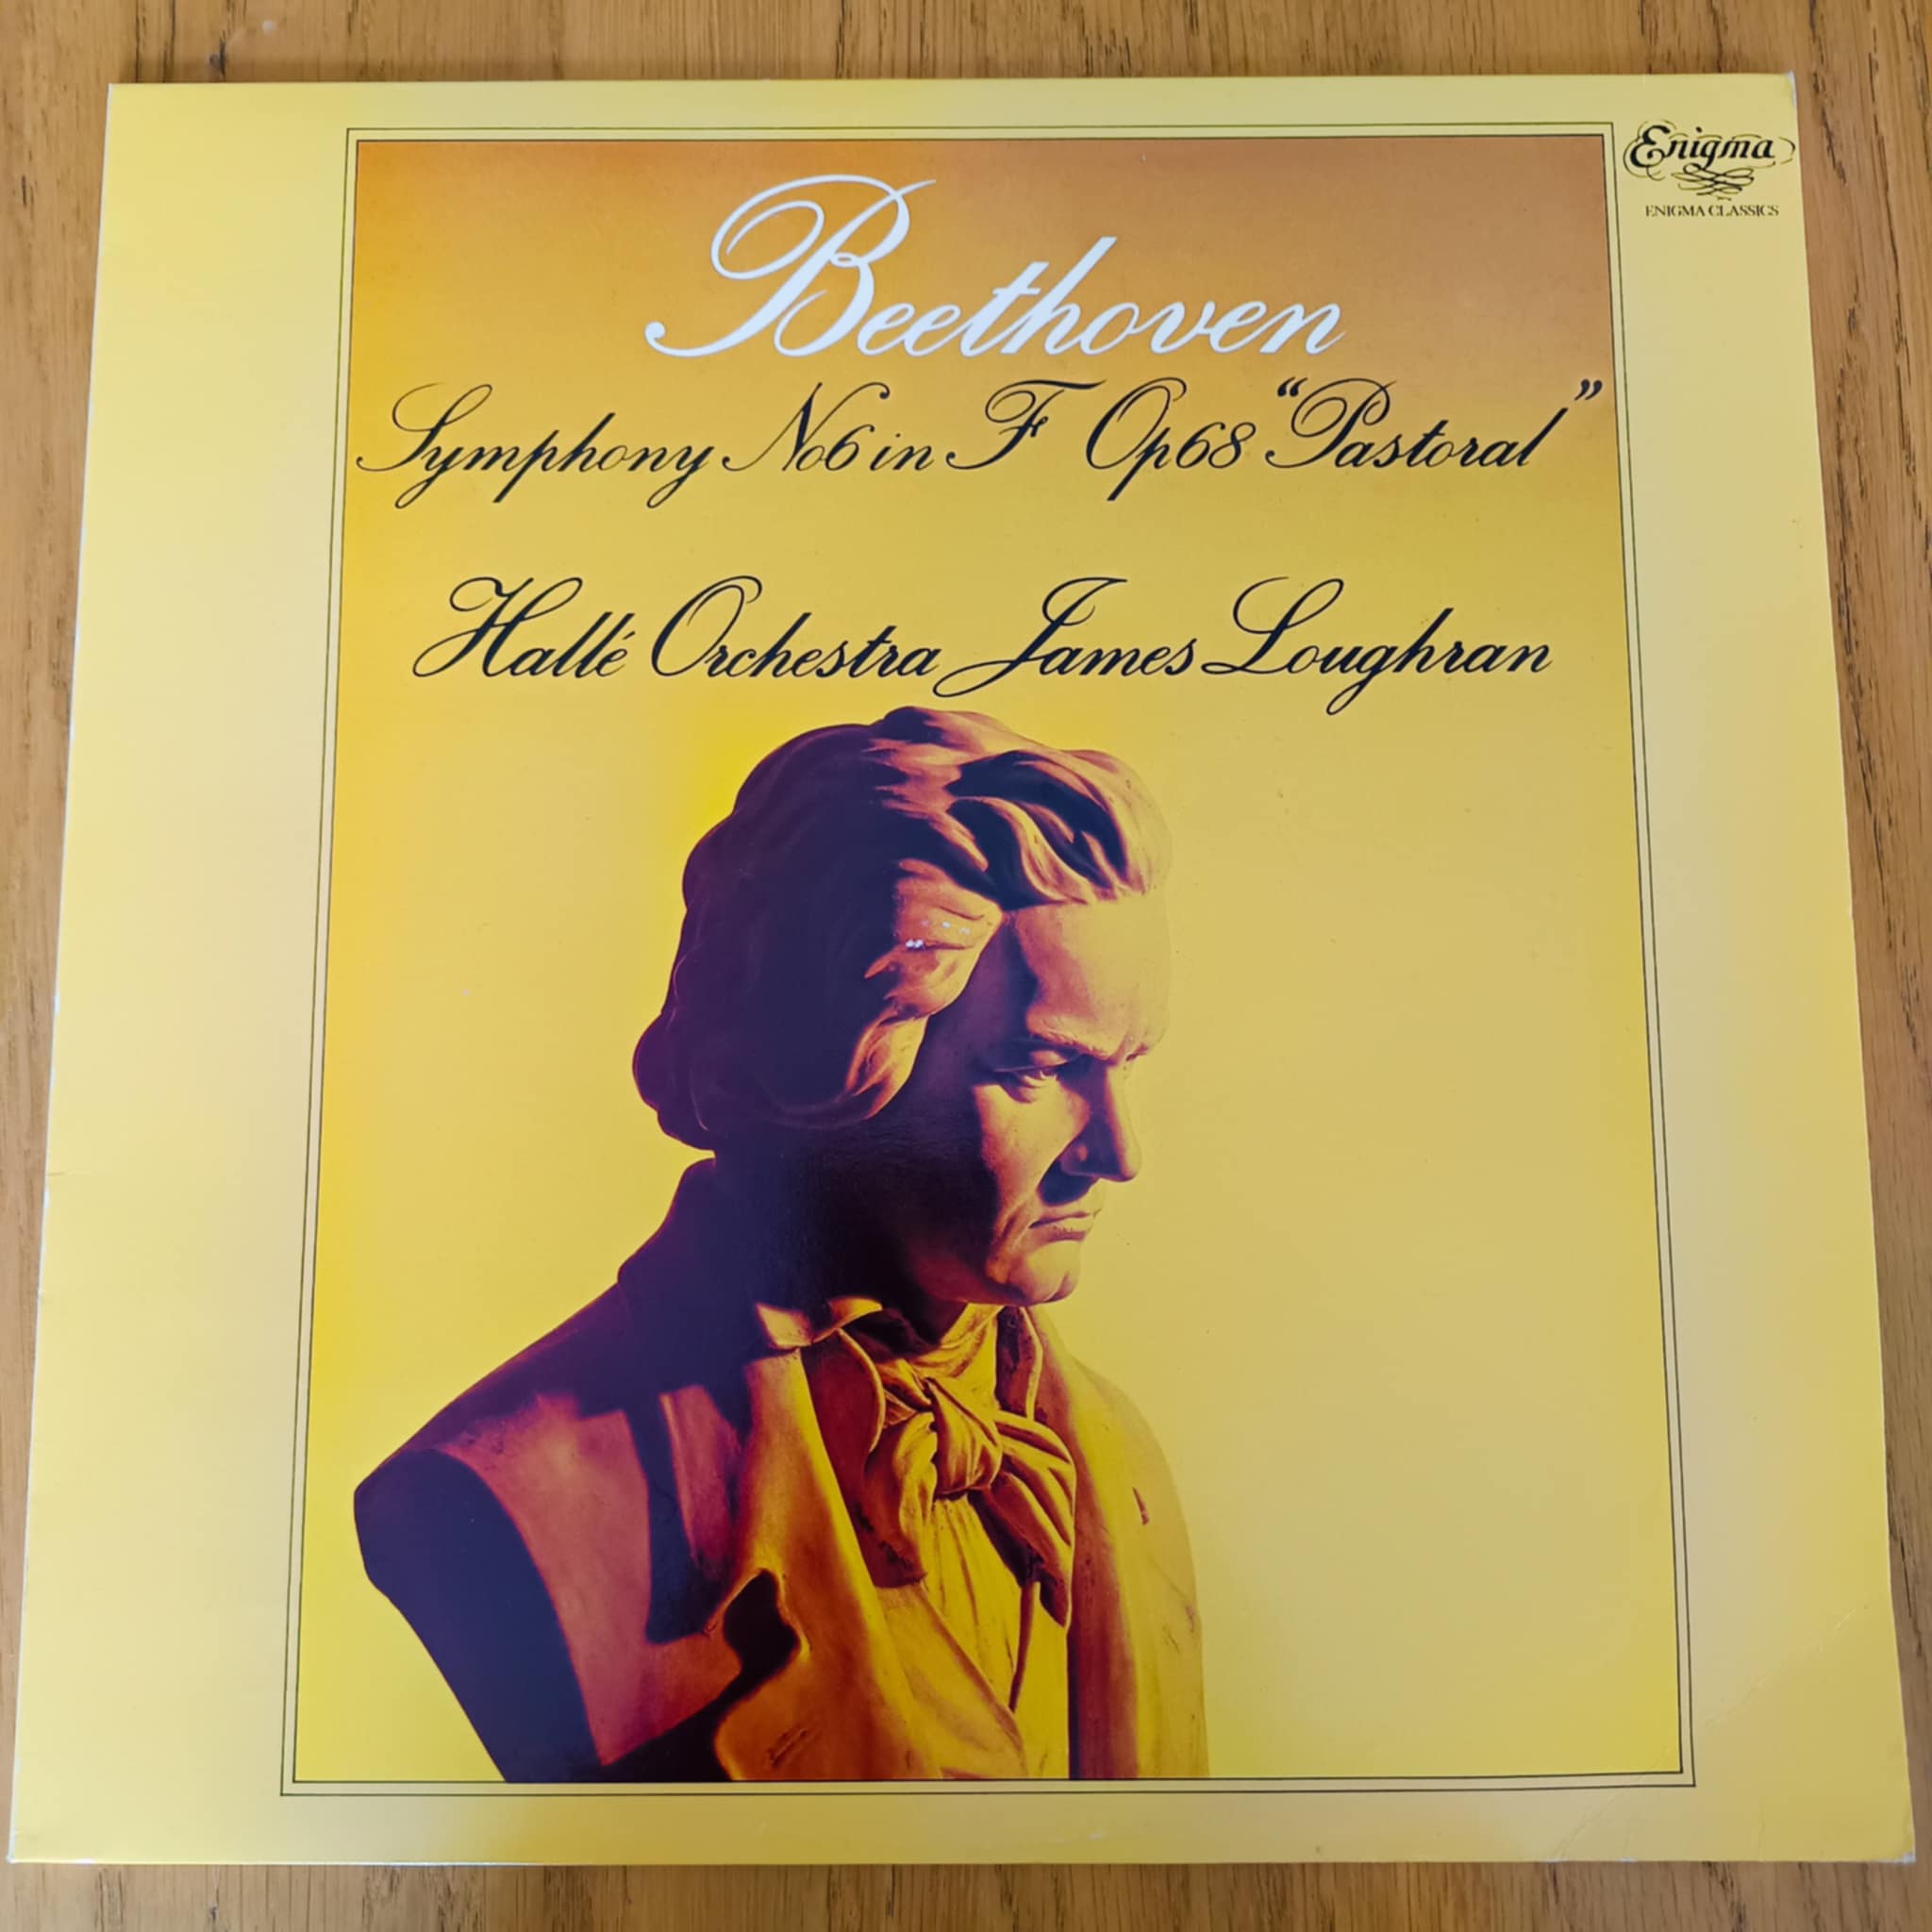 Enigma
ENIGMA CLASSICS
Beethoven
Symphony No6 in F Op68 “Pastoral”
Hallé Orchestra James Loughran